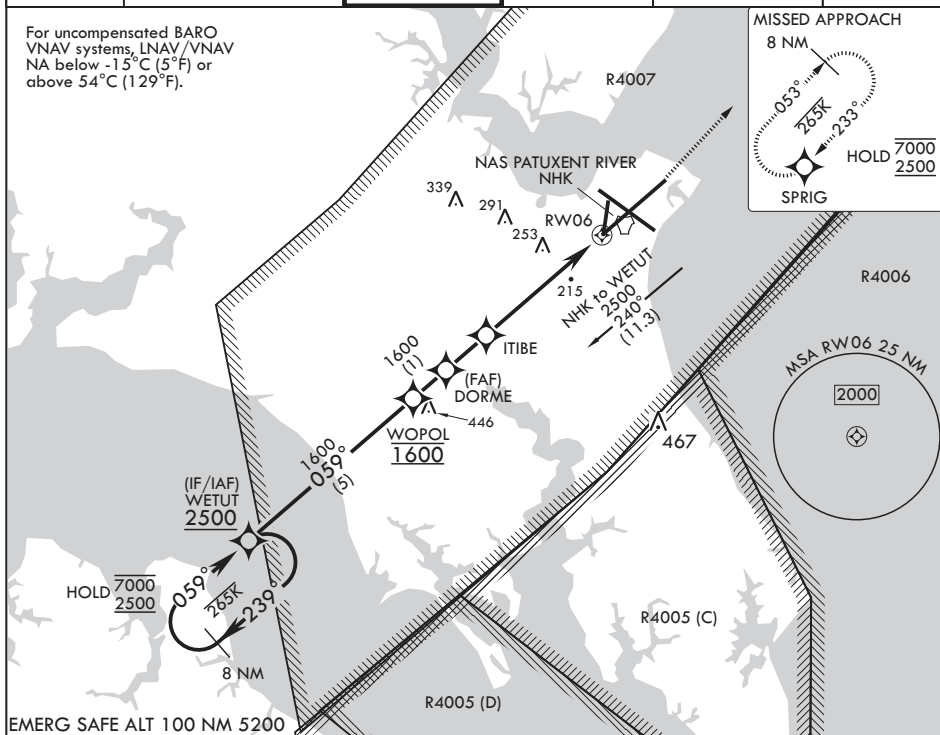 For uncompensated BARO
VNAV systems, LNAV/VNAV
NA below -15°C (5°F) or
above 54°C (129°F).
MISSED APPROACH
8 NM
053°
265K
233°
HOLD 7000
2500
SPRIG
R4007
NAS PATUXENT RIVER
NHK
339
291
253
RW06
215
NHK to WETUT
2500
240°
(11.3)
R4006
MSA RW06 25 NM
2000
ITIBE
1600
(1)
(FAF)
DORME
446
WOPOL
1600
467
1600
059°
(5)
(IF/IAF)
WETUT
2500
HOLD 7000
2500
059°
265K
239°
8 NM
R4005 (C)
R4005 (D)
EMERG SAFE ALT 100 NM 5200